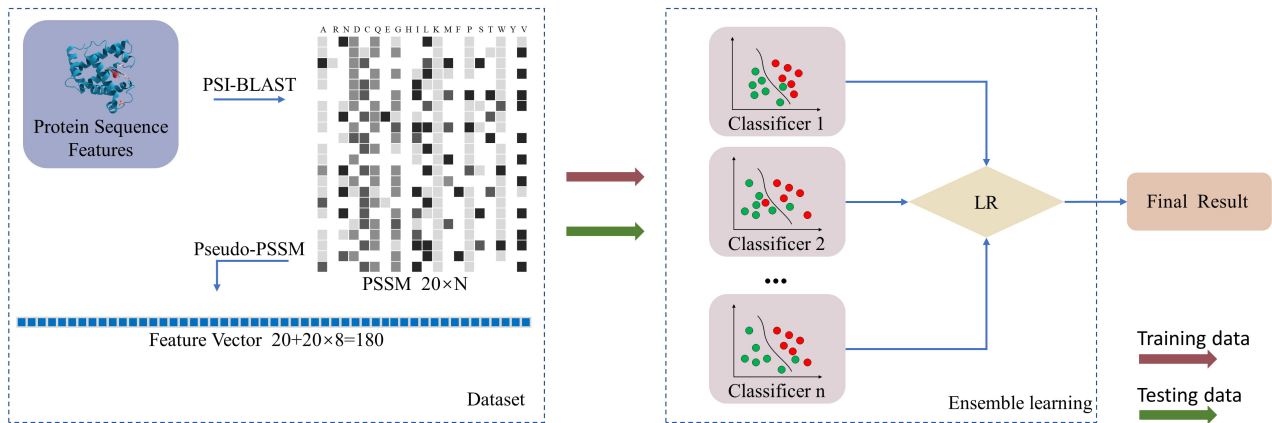 A R N D C Q E G H I L K M F P S T W Y V
PSI-BLAST
Protein Sequence
Features
Pseudo-PSSM
PSSM 20×N
Feature Vector 20+20×8=180
Dataset
Classificer 1
Classificer 2
•••
Classificer n
LR
Ensemble learning
Final Result
Training data
Testing data